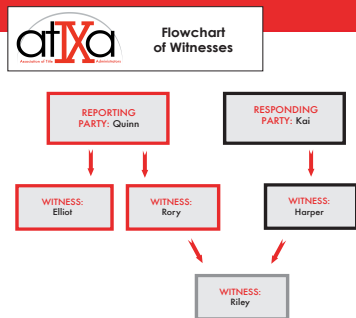 atIXa
Association of Title IX Administrators
Flowchart
of Witnesses
REPORTING
PARTY: Quinn
RESPONDING
PARTY: Kai
WITNESS:
Elliot
WITNESS:
Rory
WITNESS:
Harper
WITNESS:
Riley